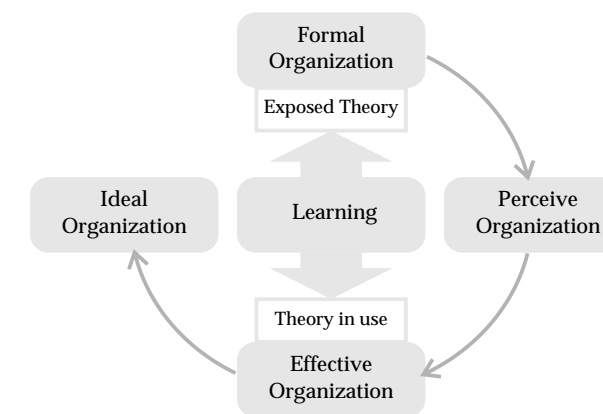 Formal
Organization
Exposed Theory
Ideal
Organization
Learning
Perceive
Organization
Theory in use
Effective
Organization